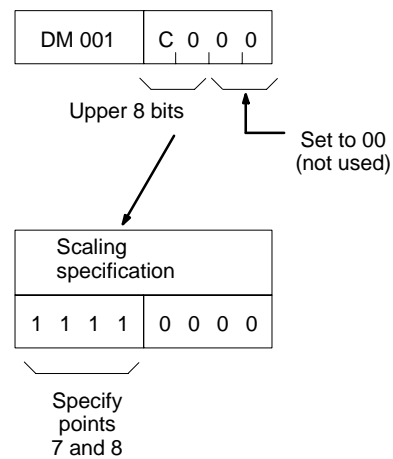 DM 001 C 0 0 0
Upper 8 bits
Set to 00
(not used)
Scaling
specification
1 1 1 1 0 0 0 0
Specify
points
7 and 8